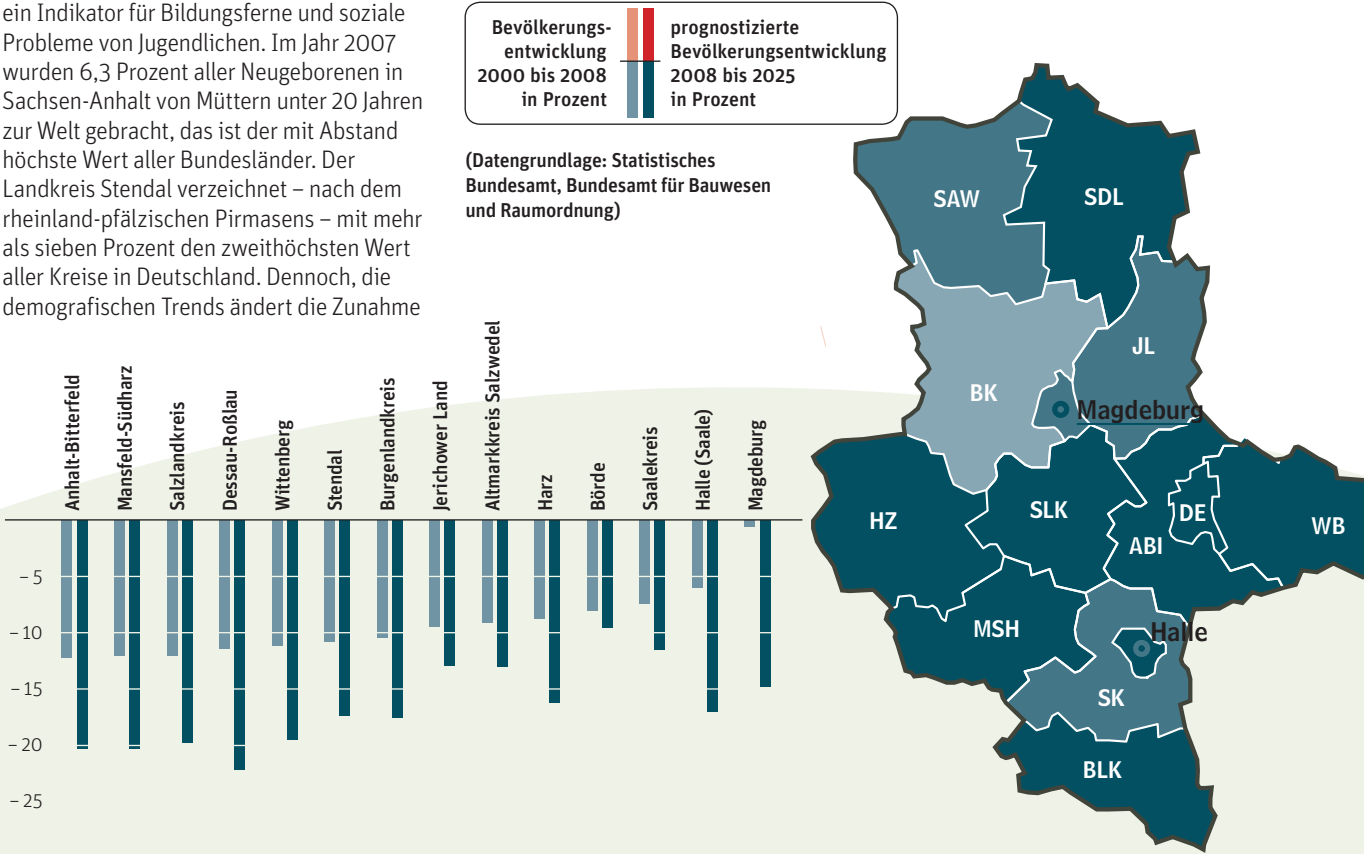 ein Indikator für Bildungsferne und soziale
Probleme von Jugendlichen. Im Jahr 2007
wurden 6,3 Prozent aller Neugeborenen in
Sachsen-Anhalt von Müttern unter 20 Jahren
zur Welt gebracht, das ist der mit Abstand
höchste Wert aller Bundesländer. Der
Landkreis Stendal verzeichnet – nach dem
rheinland-pfälzischen Pirmasens – mit mehr
als sieben Prozent den zweithöchsten Wert
aller Kreise in Deutschland. Dennoch, die
demografischen Trends ändert die Zunahme
Bevölkerungs-
entwicklung
2000 bis 2008
in Prozent
prognostizierte
Bevölkerungsentwicklung
2008 bis 2025
in Prozent
(Datengrundlage: Statistisches
Bundesamt, Bundesamt für Bauwesen
und Raumordnung)
Anhalt-Bitterfeld
Mansfeld-Südharz
Salzlandkreis
Dessau-Roßlau
Wittenberg
Stendal
Burgenlandkreis
Jerichower Land
Altmarkkreis Salzwedel
Harz
Börde
Saalekreis
Halle (Saale)
Magdeburg
– 5
– 10
– 15
– 20
– 25
SAW
SDL
JL
BK
Magdeburg
HZ
SLK
DE
WB
ABI
MSH
Halle
SK
BLK